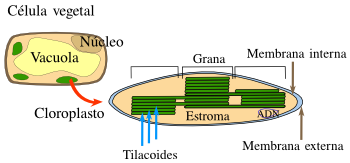 Célula vegetal
Núcleo
Vacuola
Grana
Membrana interna
Cloroplasto
Estroma
ADN
Membrana externa
Tilacoides